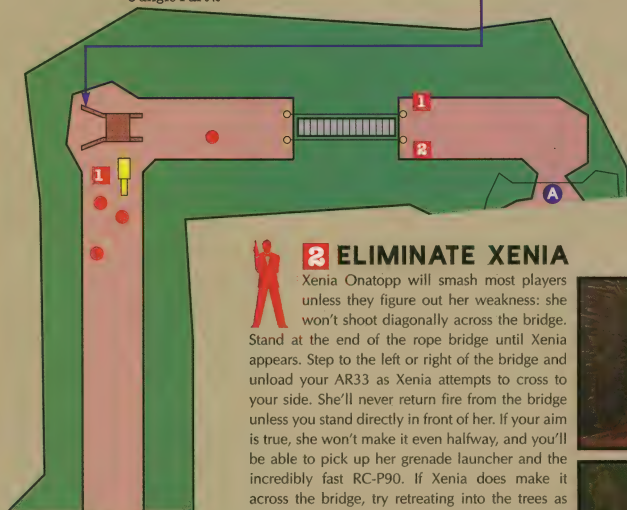 1
2
1
A
2 ELIMINATE XENIA
Xenia Onatopp will smash most players
unless they figure out her weakness: she
won't shoot diagonally across the bridge.
Stand at the end of the rope bridge until Xenia
appears. Step to the left or right of the bridge and
unload your AR33 as Xenia attempts to cross to
your side. She'll never return fire from the bridge
unless you stand directly in front of her. If your aim
is true, she won't make it even halfway, and you'll
be able to pick up her grenade launcher and the
incredibly fast RC-P90. If Xenia does make it
across the bridge, try retreating into the trees as